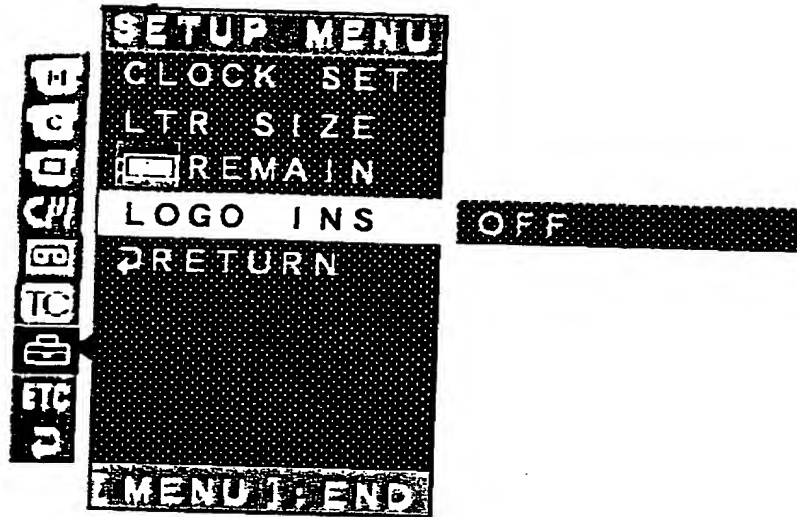 SETUP MENU
CLOCK SET
LTR SIZE
REMAIN
LOGO INS OFF
RETURN
[MENU]:END
M
C
TC
ETC